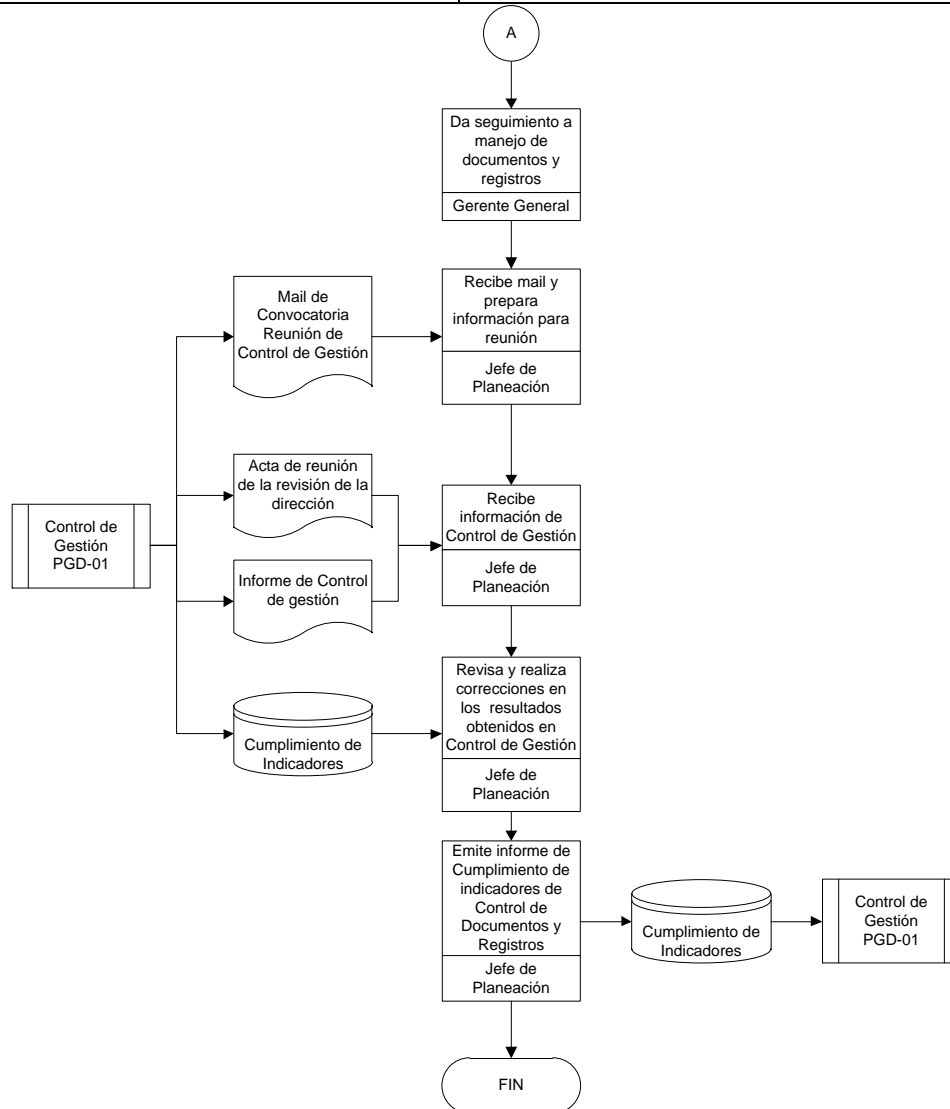 A
Da seguimiento a
manejo de
documentos y
registros
Gerente General
Mail de
Convocatoria
Reunión de
Control de Gestión
Recibe mail y
prepara
información para
reunión
Jefe de
Planeación
Acta de reunión
de la revisión de la
dirección
Recibe
información de
Control de Gestión
Jefe de
Planeación
Control de
Gestión
PGD-01
Informe de Control
de gestión
Revisa y realiza
correcciones en
los resultados
obtenidos en
Control de Gestión
Jefe de
Planeación
Cumplimiento de
Indicadores
Emite informe de
Cumplimiento de
indicadores de
Control de
Documentos y
Registros
Jefe de
Planeación
Cumplimiento de
Indicadores
Control de
Gestión
PGD-01
FIN